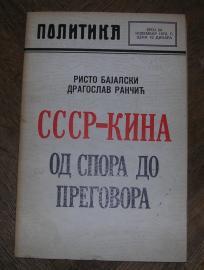 ПОЛИТИКА
РИСТО БАЈАЛСКИ
ДРАГОСЛАВ РАНЧИЋ
СССР-КИНА
ОД СПОРА ДО
ПРЕГОВОРА